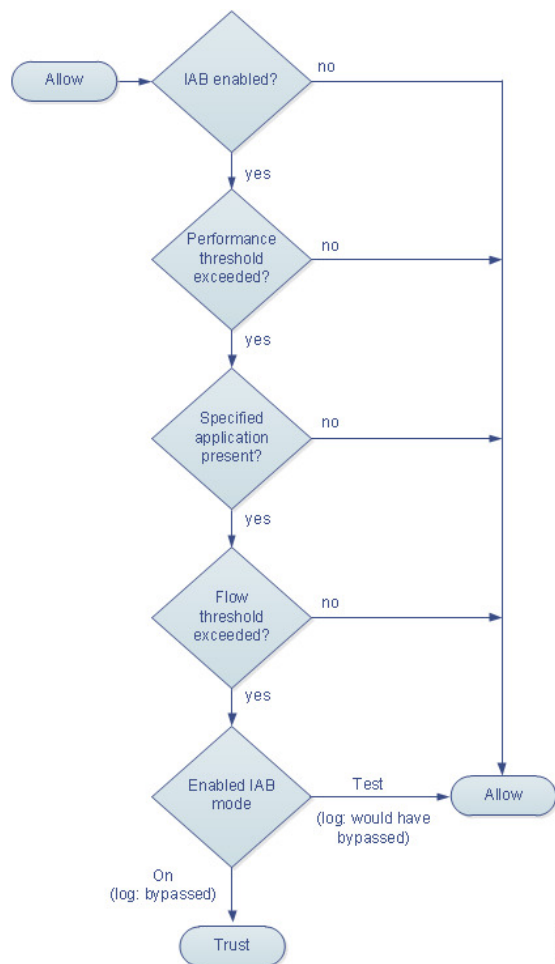 Allow
IAB enabled?
no
yes
Performance
threshold
exceeded?
no
yes
Specified
application
present?
no
yes
Flow
threshold
exceeded?
no
yes
Enabled IAB
mode
Test
(log: would have
bypassed)
Allow
On
(log: bypassed)
Trust